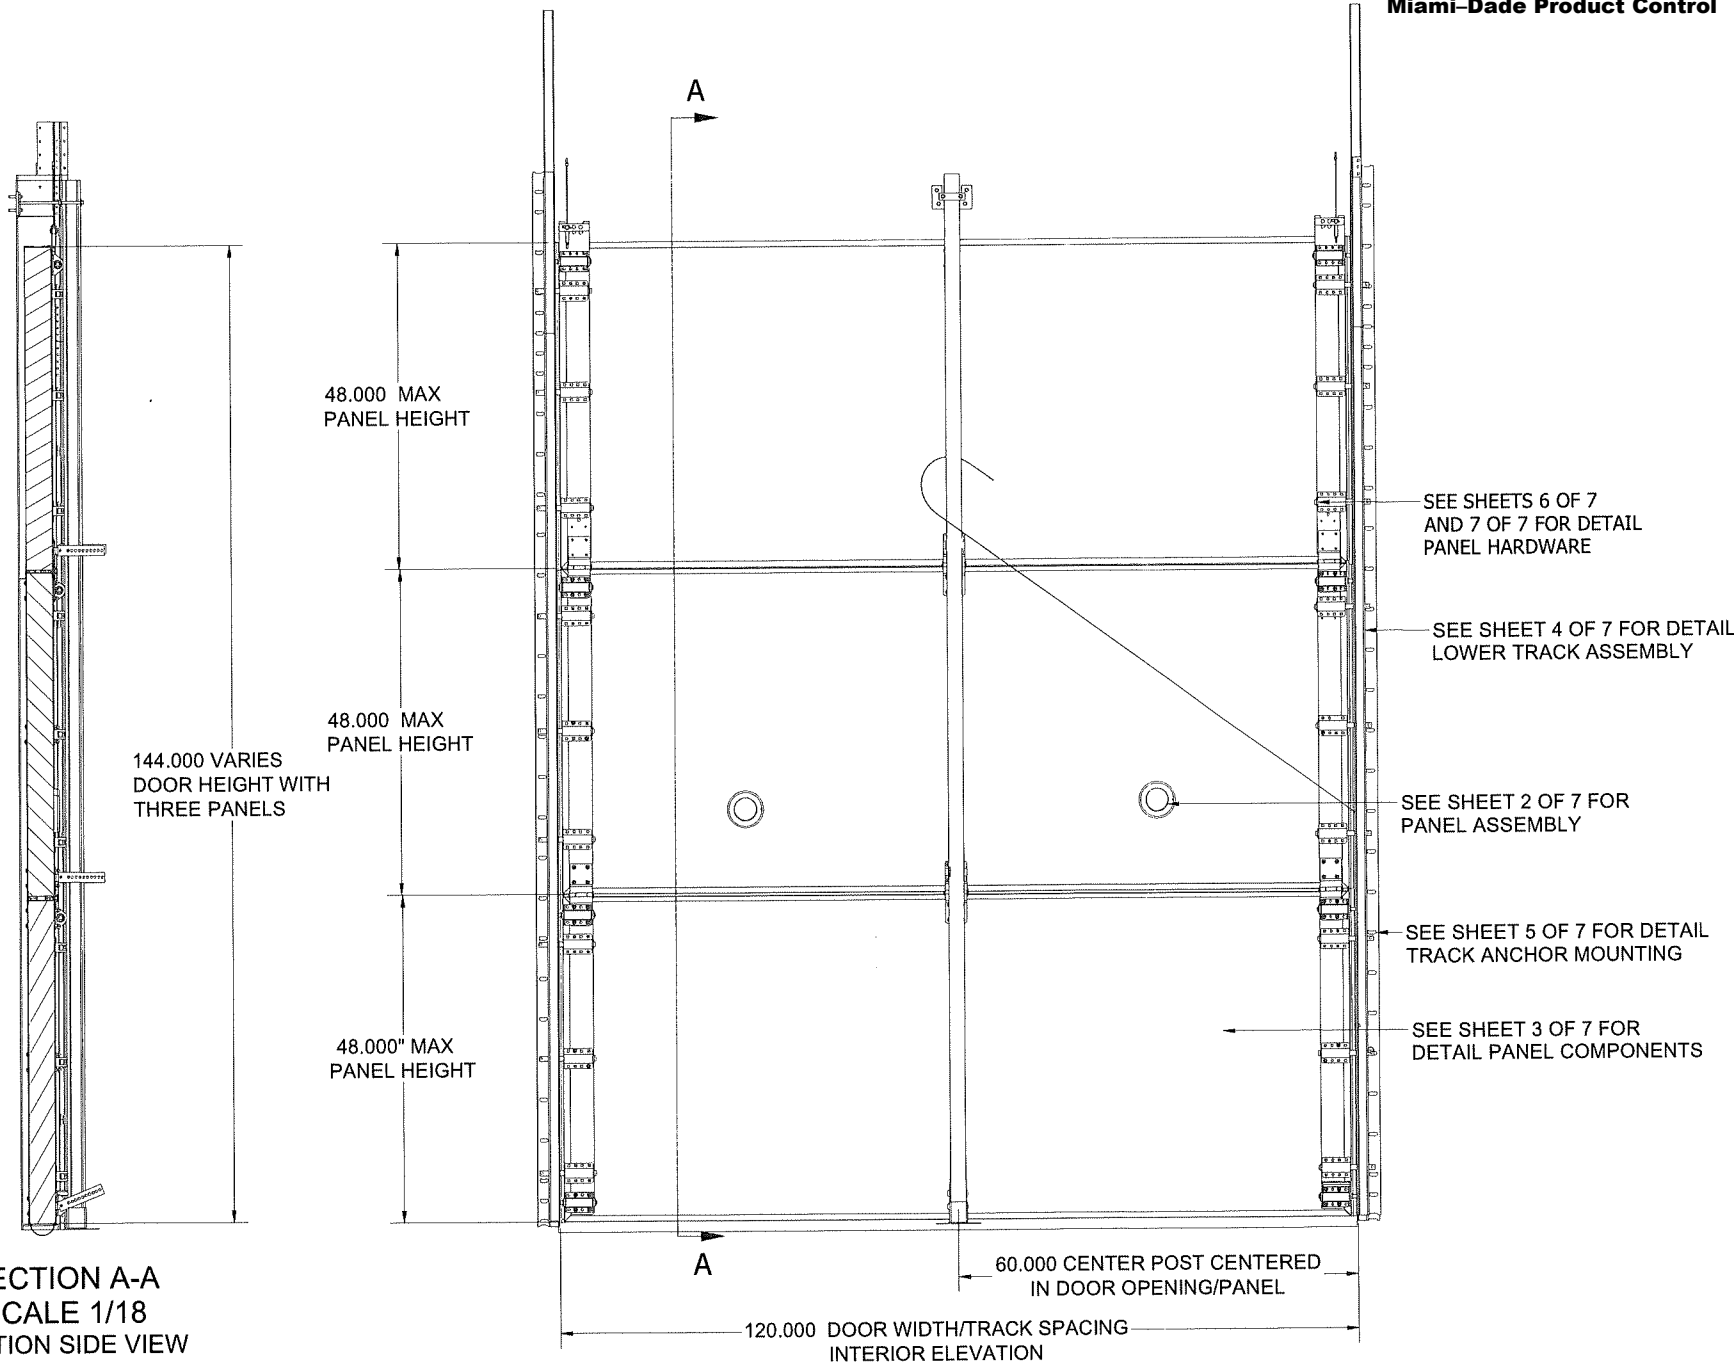 Miami–Dade Product Control
A
48.000 MAX
PANEL HEIGHT
SEE SHEETS 6 OF 7
AND 7 OF 7 FOR DETAIL
PANEL HARDWARE
SEE SHEET 4 OF 7 FOR DETAIL
LOWER TRACK ASSEMBLY
48.000 MAX
PANEL HEIGHT
144.000 VARIES
DOOR HEIGHT WITH
THREE PANELS
SEE SHEET 2 OF 7 FOR
PANEL ASSEMBLY
SEE SHEET 5 OF 7 FOR DETAIL
TRACK ANCHOR MOUNTING
48.000" MAX
PANEL HEIGHT
SEE SHEET 3 OF 7 FOR
DETAIL PANEL COMPONENTS
A
60.000 CENTER POST CENTERED
IN DOOR OPENING/PANEL
ECTION A-A
CALE 1/18
TION SIDE VIEW
120.000 DOOR WIDTH/TRACK SPACING
INTERIOR ELEVATION